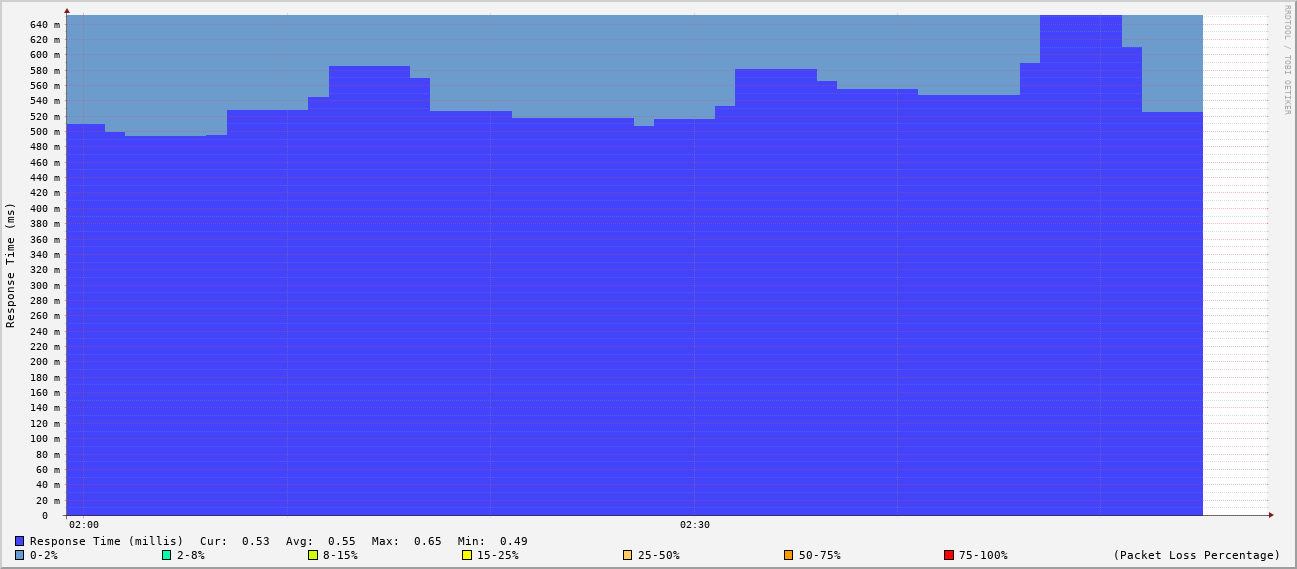 RRDTOOL / TOBI OETIKER
Response Time (ms)
640 m
620 m
600 m
580 m
560 m
540 m
520 m
500 m
480 m
460 m
440 m
420 m
400 m
380 m
360 m
340 m
320 m
300 m
280 m
260 m
240 m
220 m
200 m
180 m
160 m
140 m
120 m
100 m
80 m
60 m
40 m
20 m
0
02:00 02:30
Response Time (millis) Cur: 0.53 Avg: 0.55 Max: 0.65 Min: 0.49
0-2% 2-8% 8-15% 15-25% 25-50% 50-75% 75-100% (Packet Loss Percentage)